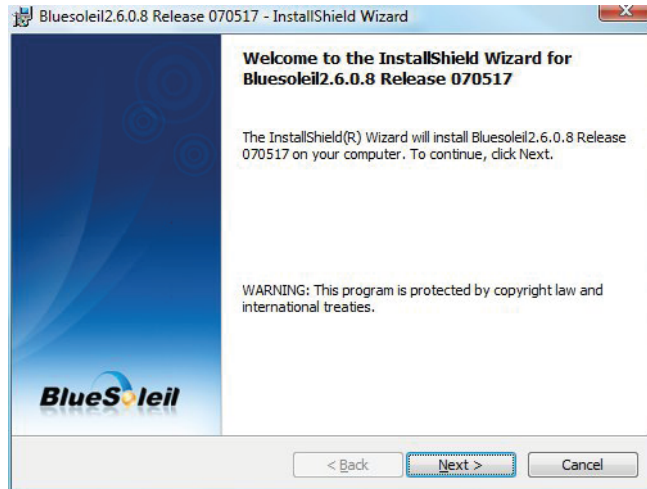 Bluesoleil2.6.0.8 Release 070517 - InstallShield Wizard
Welcome to the InstallShield Wizard for
Bluesoleil2.6.0.8 Release 070517
The InstallShield(R) Wizard will install Bluesoleil2.6.0.8 Release
070517 on your computer. To continue, click Next.
WARNING: This program is protected by copyright law and
international treaties.
BlueSoleil
< Back
Next >
Cancel